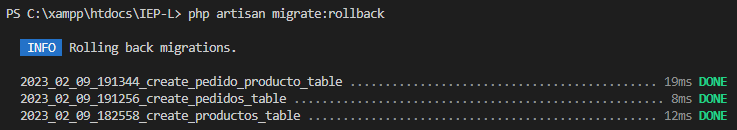 PS C:\xampp\htdocs\IEP-L> php artisan migrate:rollback
INFO Rolling back migrations.
2023_02_09_191344_create_pedido_producto_table ............................................. 19ms DONE
2023_02_09_191256_create_pedidos_table ...................................................... 8ms DONE
2023_02_09_182558_create_productos_table ................................................... 12ms DONE